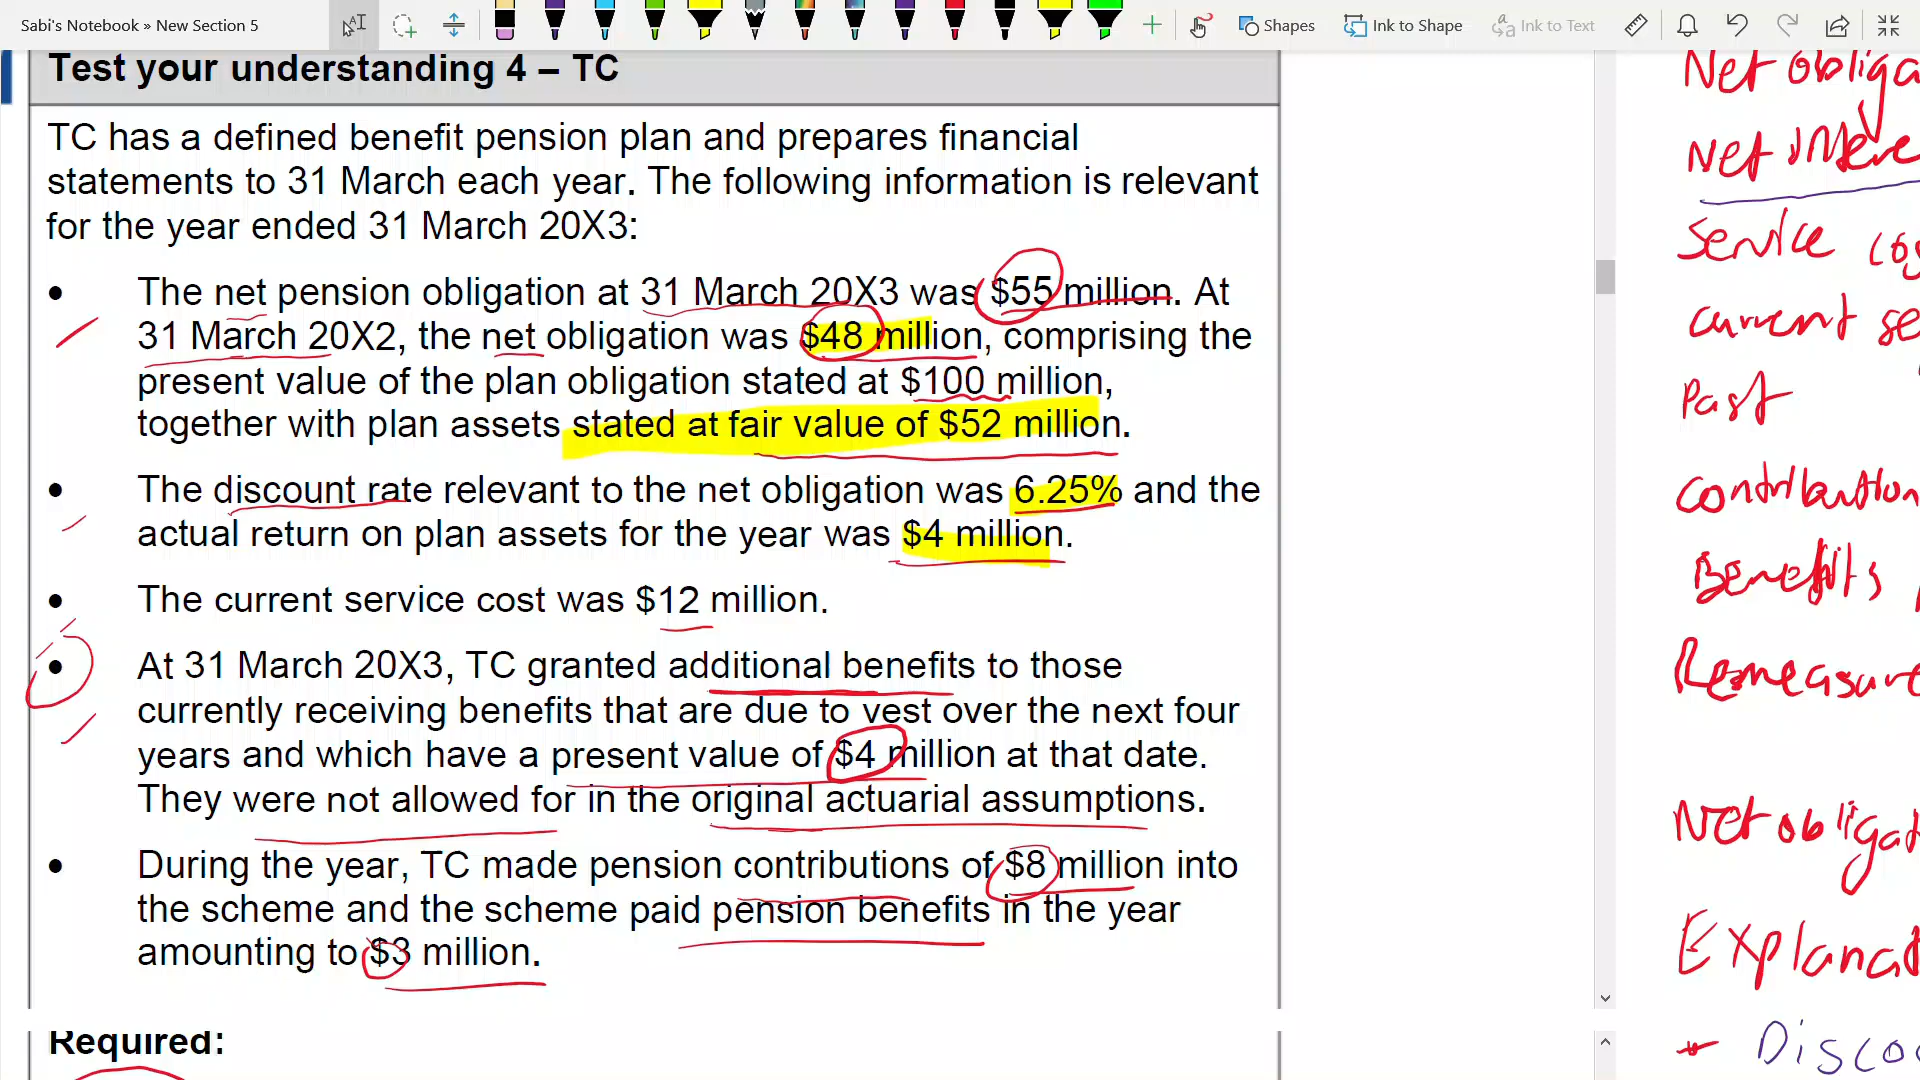 Sabi's Notebook » New Section 5
Shapes
Ink to Shape
Ink to Text
Test your understanding 4 – TC
TC has a defined benefit pension plan and prepares financial
statements to 31 March each year. The following information is relevant
for the year ended 31 March 20X3:
• The net pension obligation at 31 March 20X3 was $55 million. At
31 March 20X2, the net obligation was $48 million, comprising the
present value of the plan obligation stated at $100 million,
together with plan assets stated at fair value of $52 million.
• The discount rate relevant to the net obligation was 6.25% and the
actual return on plan assets for the year was $4 million.
• The current service cost was $12 million.
• At 31 March 20X3, TC granted additional benefits to those
currently receiving benefits that are due to vest over the next four
years and which have a present value of $4 million at that date.
They were not allowed for in the original actuarial assumptions.
• During the year, TC made pension contributions of $8 million into
the scheme and the scheme paid pension benefits in the year
amounting to $3 million.
Required:
Net obliga
Net intere
Service cos
current se
Past
contribution
Benefits
Remeasure
Net obligat
Explanat
Disco